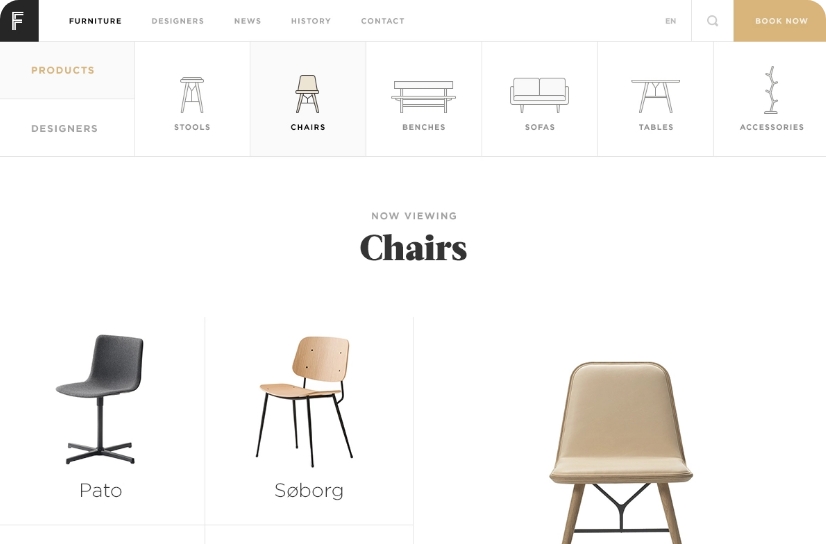 F
FURNITURE DESIGNERS NEWS HISTORY CONTACT EN BOOK NOW
PRODUCTS
DESIGNERS
STOOLS CHAIRS BENCHES SOFAS TABLES ACCESSORIES
NOW VIEWING
Chairs
Pato Søborg